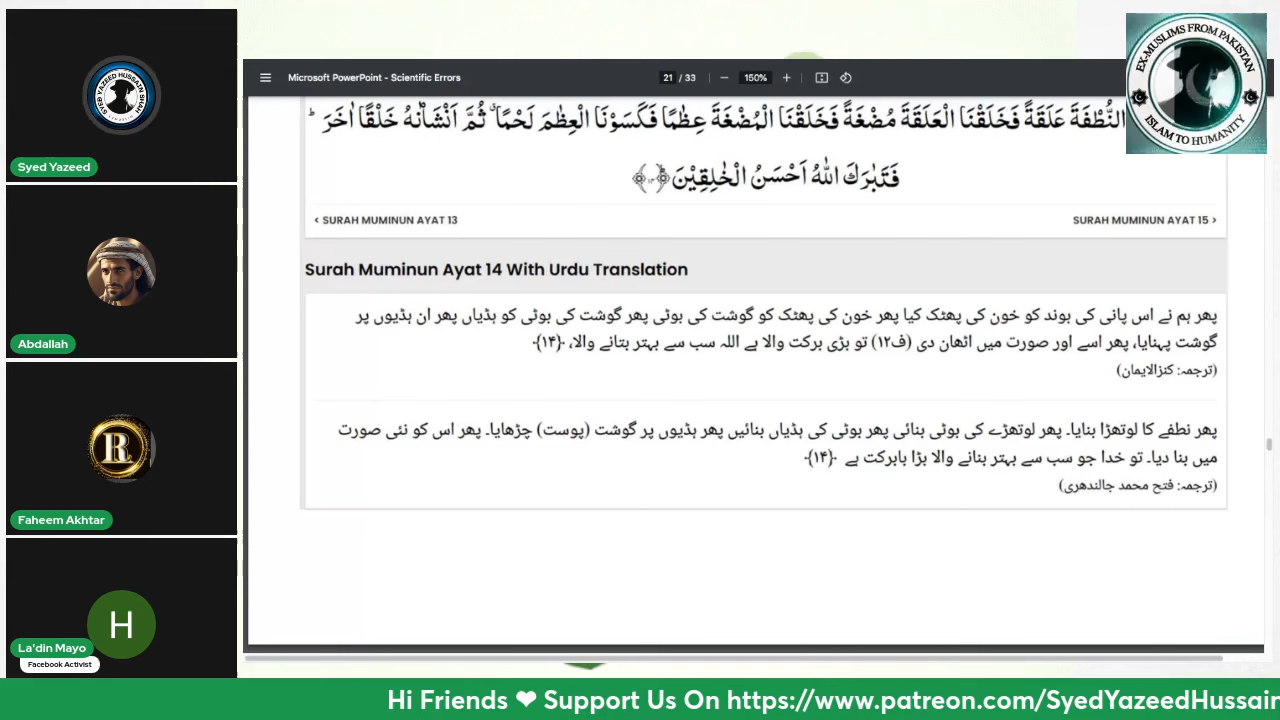 Microsoft PowerPoint - Scientific Errors
21 / 33
150%
EX-MUSLIMS FROM PAKISTAN
ISLAM TO HUMANITY
النُّطْفَةَ عَلَقَةً فَخَلَقْنَا الْعَلَقَةَ مُضْغَةً فَخَلَقْنَا الْمُضْغَةَ عِظٰمًا فَكَسَوْنَا الْعِظٰمَ لَحْمًاۗ ثُمَّ اَنْشَاْنٰهُ خَلْقًا اٰخَرَؕ
فَتَبٰرَكَ اللّٰهُ اَحْسَنُ الْخٰلِقِیْنَ﴿ؕ۱۴﴾
< SURAH MUMINUN AYAT 13
SURAH MUMINUN AYAT 15 >
Surah Muminun Ayat 14 With Urdu Translation
پھر ہم نے اس پانی کی بوند کو خون کی پھٹک کیا پھر خون کی پھٹک کو گوشت کی بوٹی پھر گوشت کی بوٹی کو ہڈیاں پھر ان ہڈیوں پر
گوشت پہنایا، پھر اسے اور صورت میں اٹھان دی (ف۱۲) تو بڑی برکت والا ہے اللہ سب سے بہتر بتانے والا، ﴿۱۴﴾
(ترجمہ: کنزالایمان)
پھر نطفے کا لوتھڑا بنایا۔ پھر لوتھڑے کی بوٹی بنائی پھر بوٹی کی ہڈیاں بنائیں پھر ہڈیوں پر گوشت (پوست) چڑھایا۔ پھر اس کو نئی صورت
میں بنا دیا۔ تو خدا جو سب سے بہتر بنانے والا بڑا بابرکت ہے ﴿۱۴﴾
(ترجمہ: فتح محمد جالندھری)
Syed Yazeed
Abdallah
R
Faheem Akhtar
H
La'din Mayo
Facebook Activist
Hi Friends ❤ Support Us On https://www.patreon.com/SyedYazeedHussain